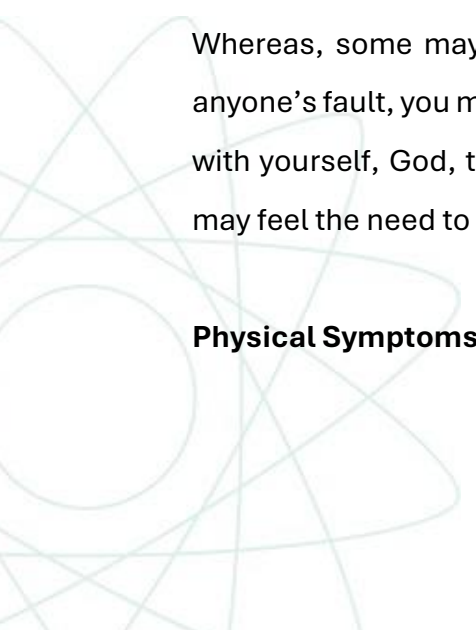 Whereas, some may
anyone’s fault, you m
with yourself, God, t
may feel the need to
Physical Symptoms